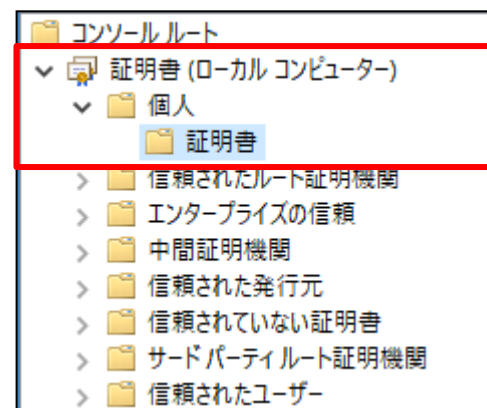 コンソール ルート
証明書 (ローカル コンピューター)
個人
証明書
信頼されたルート証明機関
エンタープライズの信頼
中間証明機関
信頼された発行元
信頼されていない証明書
サード パーティ ルート証明機関
信頼されたユーザー